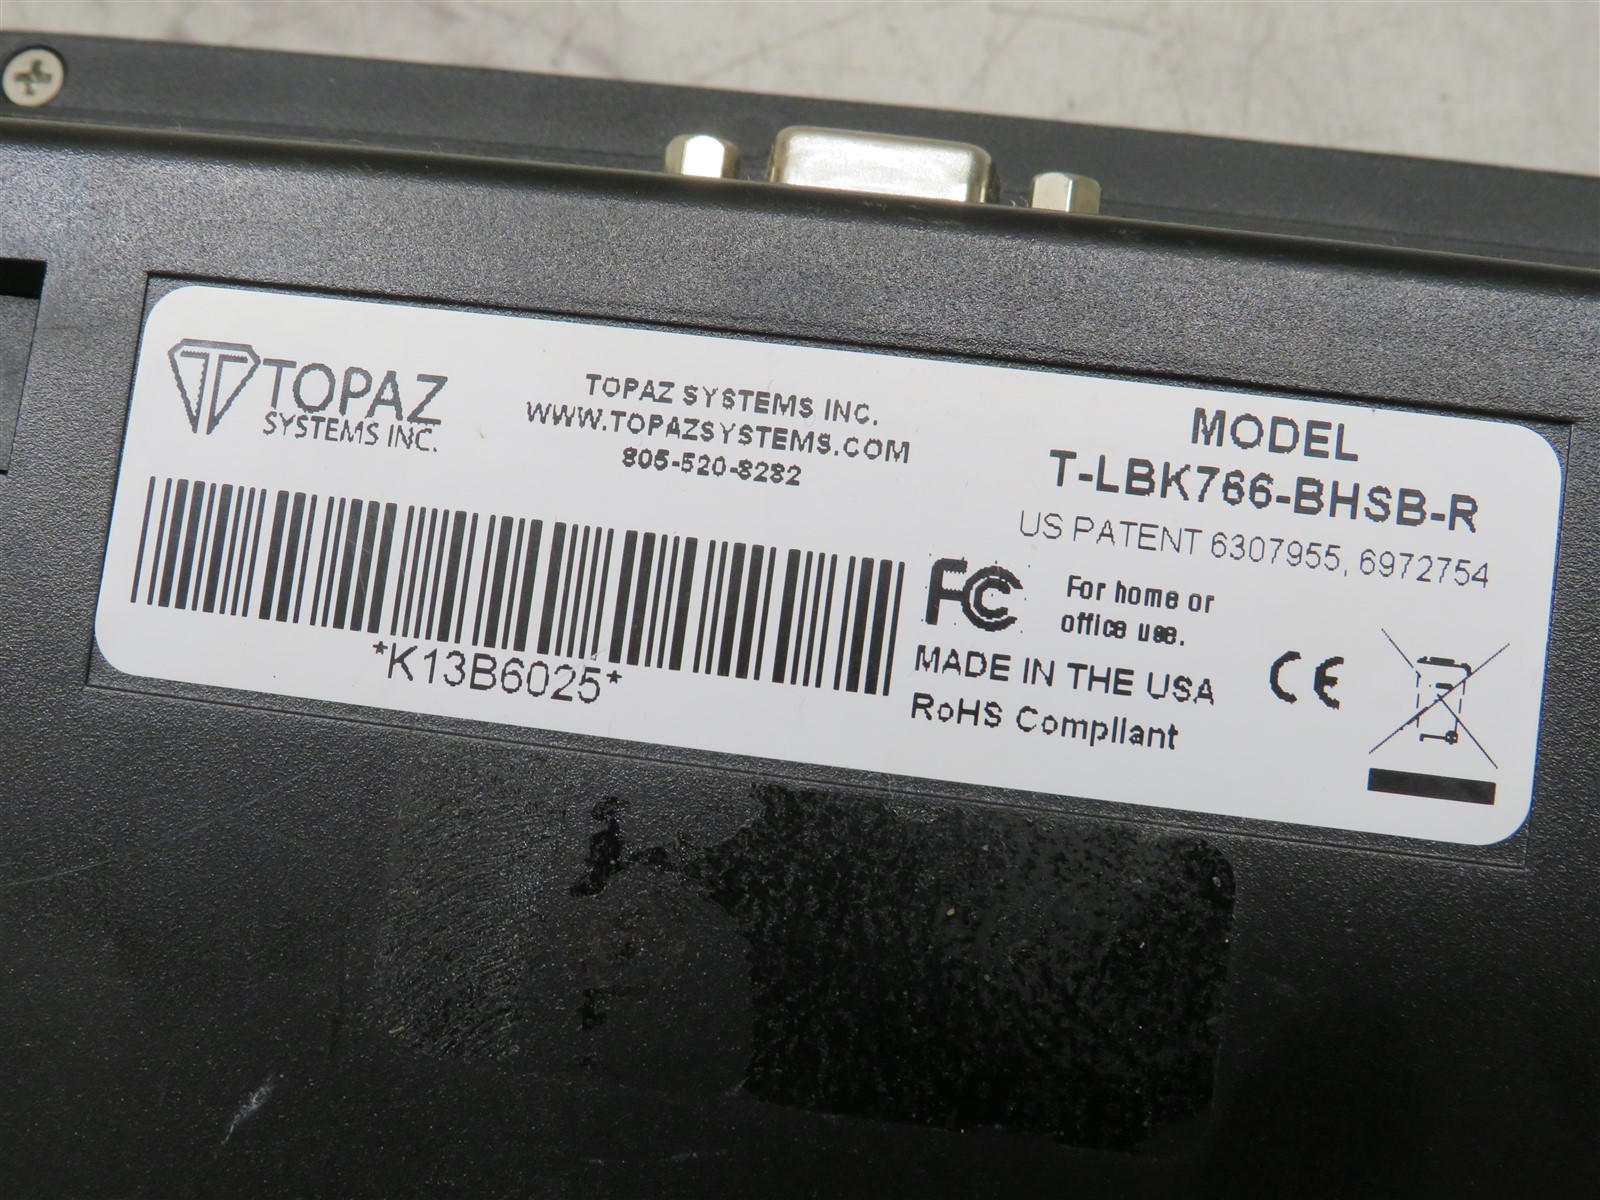 TOPAZ
SYSTEMS INC.
TOPAZ SYSTEMS INC.
WWW.TOPAZSYSTEMS.COM
805-520-8282
MODEL
T-LBK766-BHSB-R
US PATENT 6307955, 6972754
*K13B6025*
FC
For home or
office use.
MADE IN THE USA
RoHS Compliant
CE